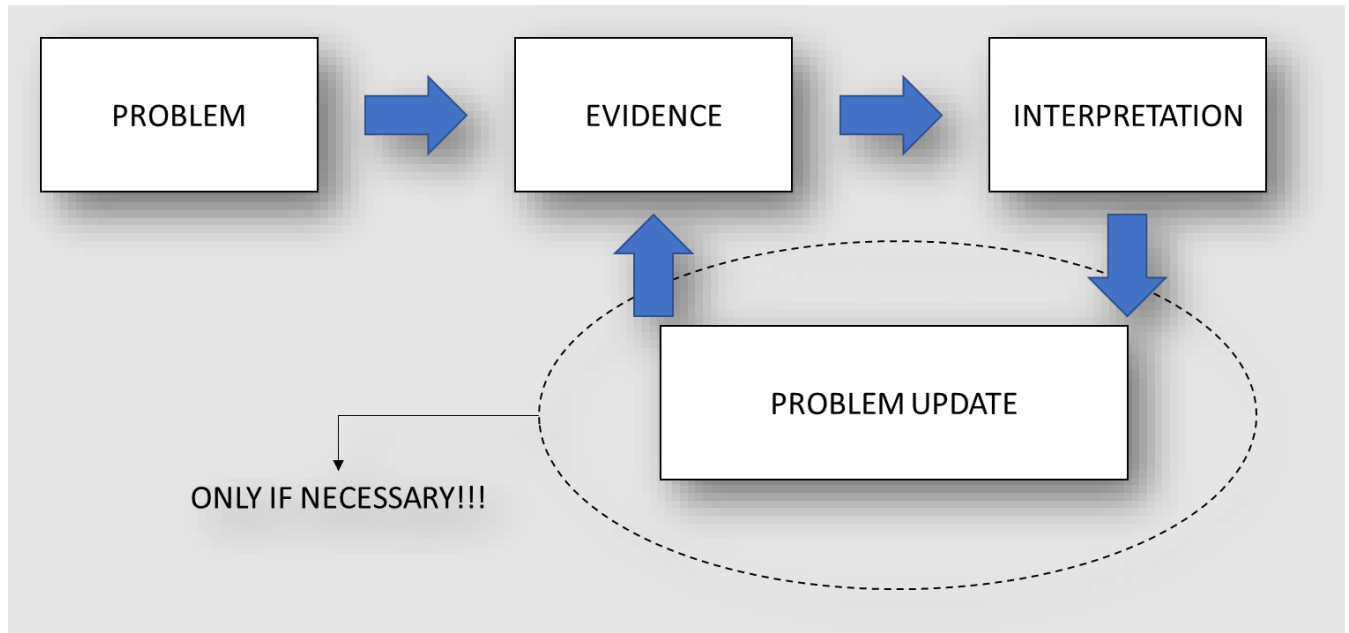 PROBLEM
EVIDENCE
INTERPRETATION
PROBLEM UPDATE
ONLY IF NECESSARY!!!